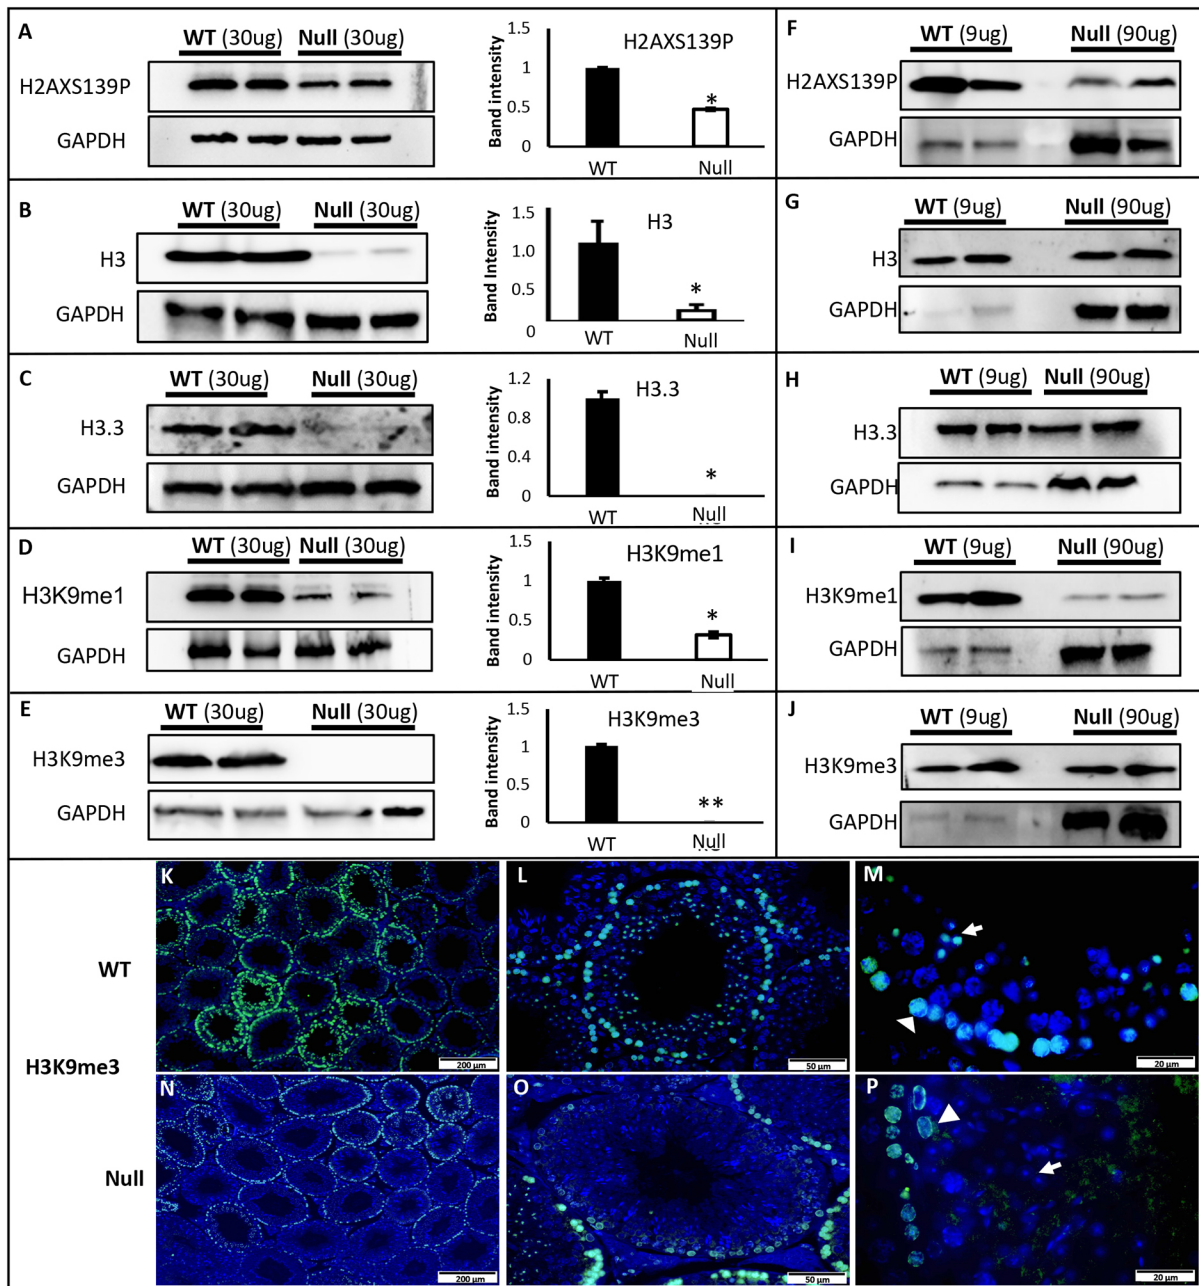 A
WT (30ug) Null (30ug)
H2AXS139P
GAPDH
Band intensity
1.5
1
0.5
0
H2AXS139P
*
WT Null
F
WT (9ug) Null (90ug)
H2AXS139P
GAPDH
B
WT (30ug) Null (30ug)
H3
GAPDH
Band Intensity
1.5
1.0
0.5
0
H3
*
WT Null
G
WT (9ug) Null (90ug)
H3
GAPDH
C
WT (30ug) Null (30ug)
H3.3
GAPDH
Band intensity
1.2
0.8
0.4
0
H3.3
*
WT Null
H
WT (9ug) Null (90ug)
H3.3
GAPDH
D
WT (30ug) Null (30ug)
H3K9me1
GAPDH
Band intensity
1.5
1
0.5
0
H3K9me1
*
WT Null
I
WT (9ug) Null (90ug)
H3K9me1
GAPDH
E
WT (30ug) Null (30ug)
H3K9me3
GAPDH
Band intensity
1.5
1
0.5
0
H3K9me3
**
WT Null
J
WT (9ug) Null (90ug)
H3K9me3
GAPDH
H3K9me3
WT
K
200 µm
L
50 µm
M
20 µm
Null
N
200 µm
O
50 µm
P
20 µm